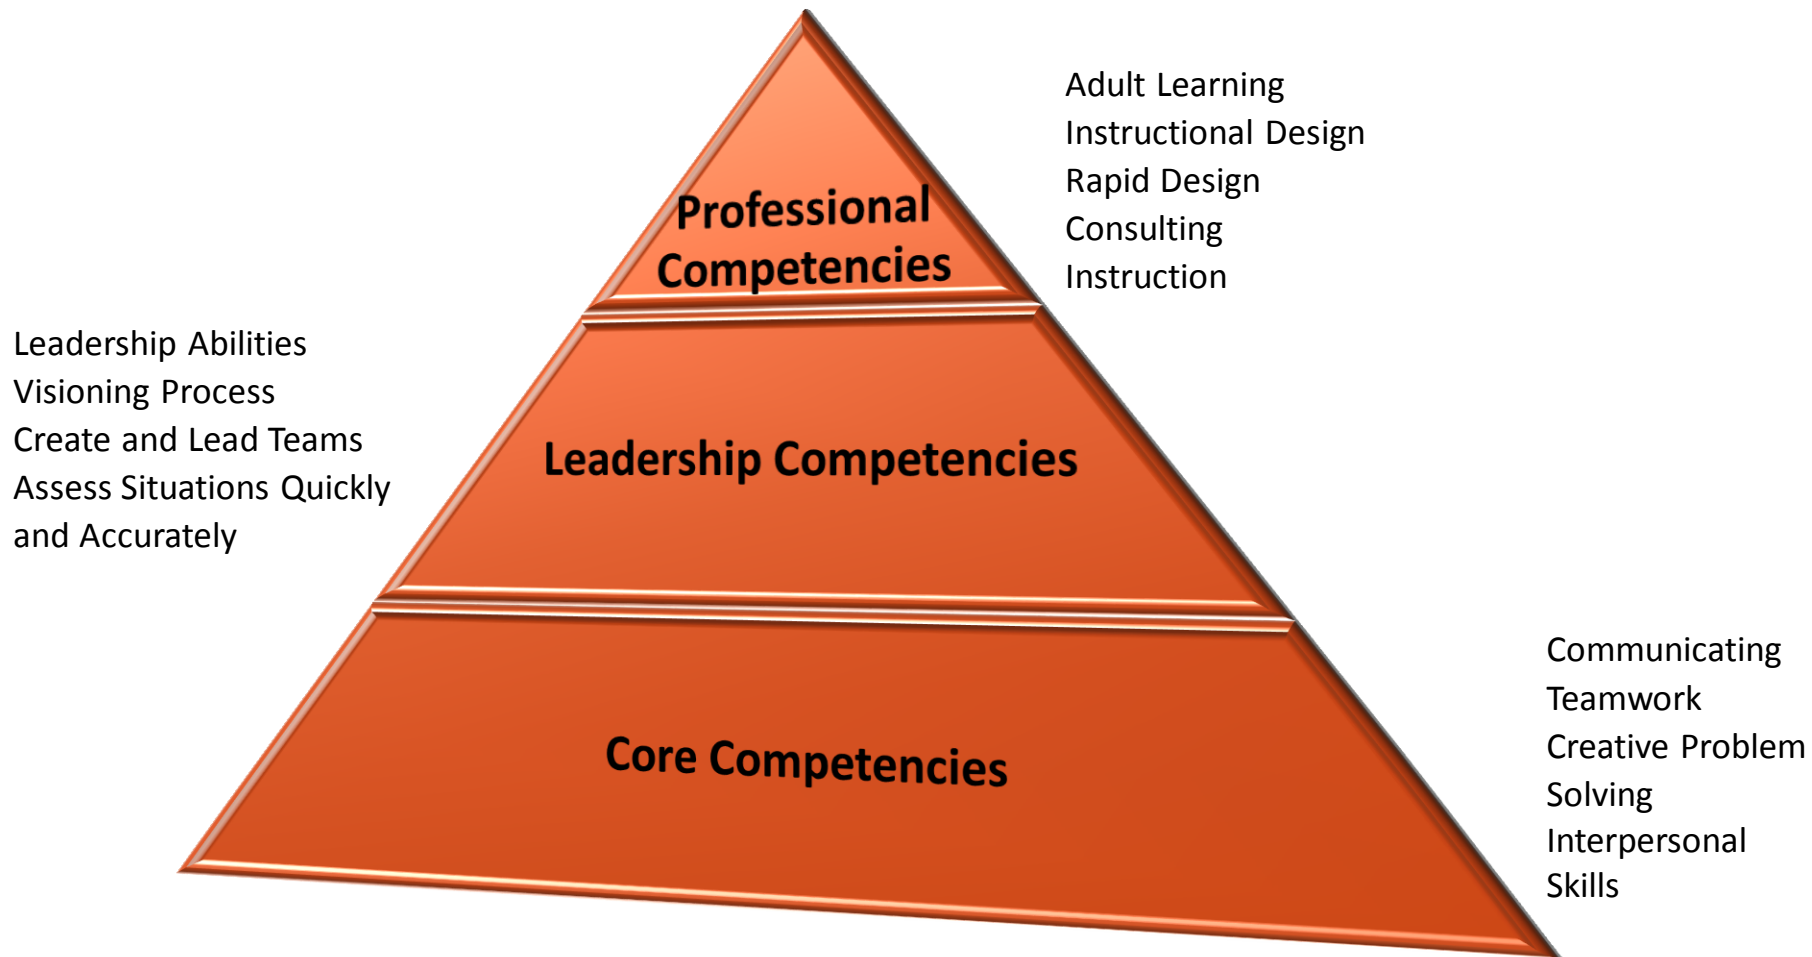 Adult Learning
Instructional Design
Rapid Design
Consulting
Instruction
Professional
Competencies
Leadership Abilities
Visioning Process
Create and Lead Teams
Assess Situations Quickly
and Accurately
Leadership Competencies
Communicating
Teamwork
Creative Problem
Solving
Interpersonal
Skills
Core Competencies